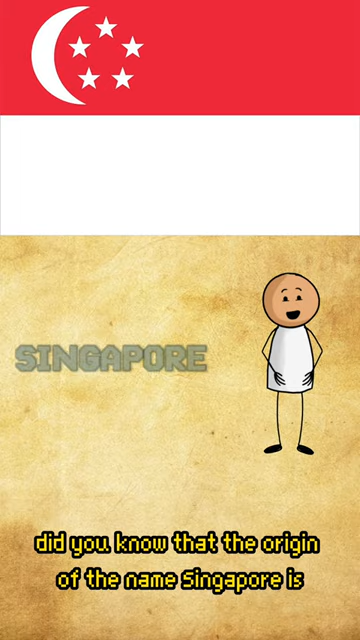 SINGAPORE
did you know that the origin
of the name Singapore is